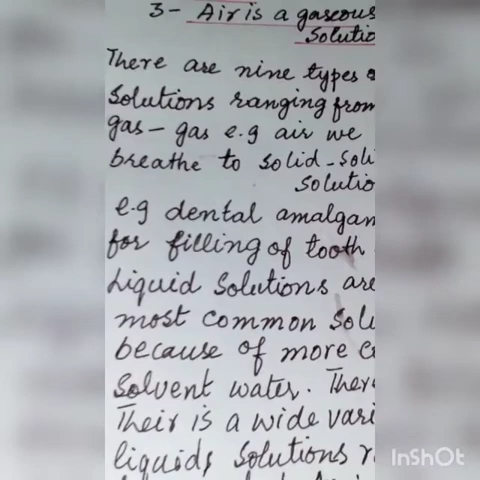 3- Air is a gaseous
Solutio
There are nine types o
Solutions ranging from
gas - gas e.g air we
breathe to solid-Soli
Solutio
e.g dental amalgam
for filling of tooth
Liquid Solutions are
most common Solu
because of more c
Solvent water. There
Their is a wide vari
liquids Solutions r
InShOt